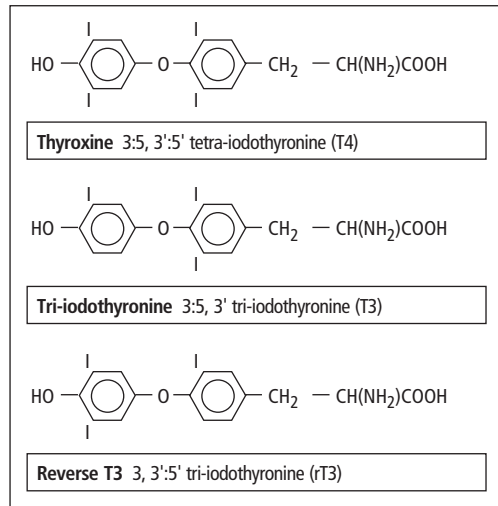 I I
HO O CH2 CH(NH2)COOH
I I
Thyroxine 3:5, 3':5' tetra-iodothyronine (T4)
I I
HO O CH2 CH(NH2)COOH
I
Tri-iodothyronine 3:5, 3' tri-iodothyronine (T3)
I I
HO O CH2 CH(NH2)COOH
I
Reverse T3 3, 3':5' tri-iodothyronine (rT3)